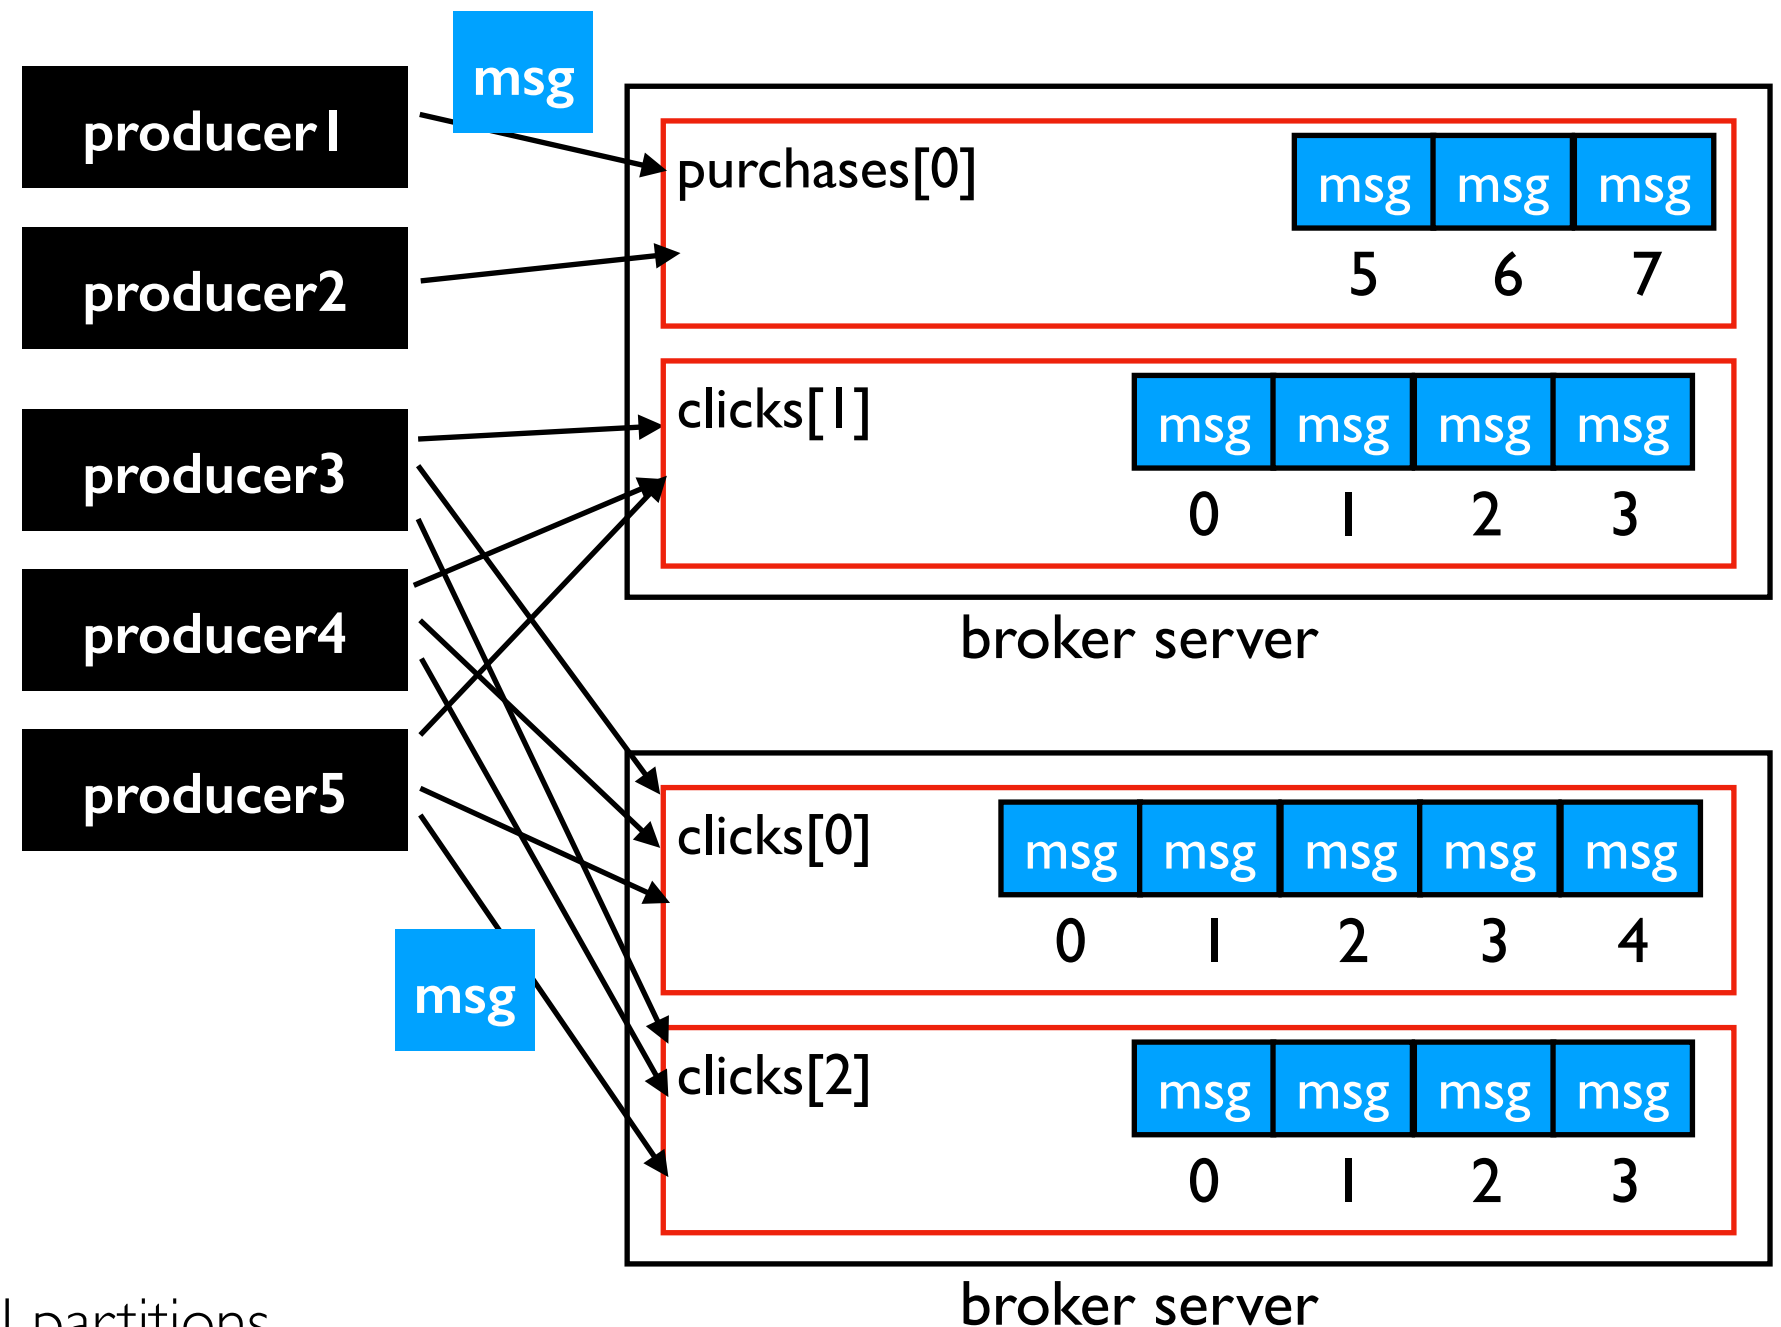 msg
producer1
producer2
producer3
producer4
producer5
msg
purchases[0]
msg msg msg
5 6 7
clicks[1]
msg msg msg msg
0 1 2 3
broker server
clicks[0]
msg msg msg msg msg
0 1 2 3 4
clicks[2]
msg msg msg msg
0 1 2 3
broker server
partitions